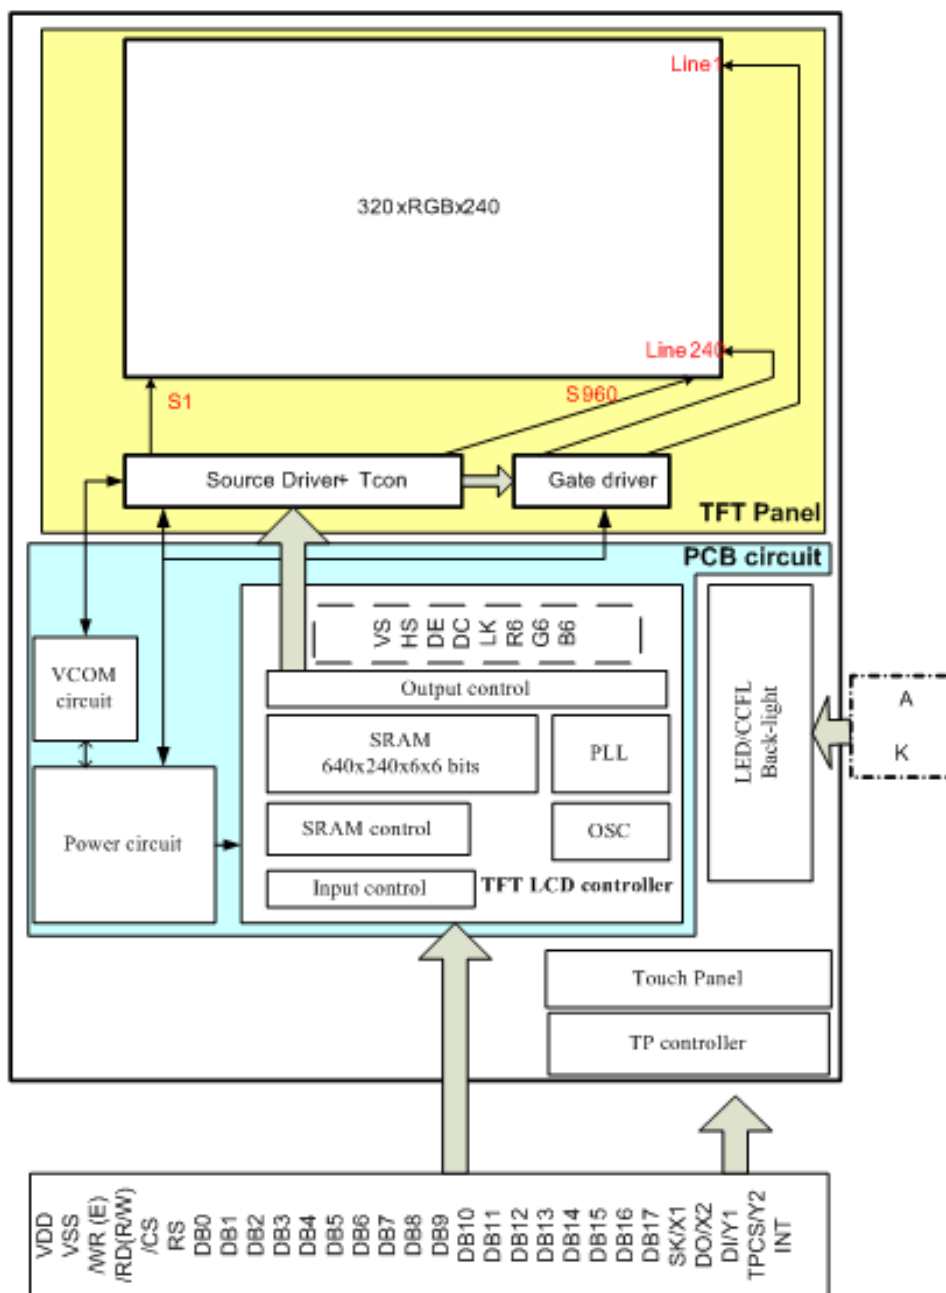 Line 1
320xRGBx240
Line 240
S1
S960
Source Driver+ Tcon
Gate driver
TFT Panel
PCB circuit
VS
HS
DE
DC
LK
R6
G6
B6
VCOM
circuit
Output control
SRAM
640x240x6x6 bits
PLL
LED/CCFL
Back-light
A
K
Power circuit
SRAM control
OSC
Input control
TFT LCD controller
Touch Panel
TP controller
VDD
VSS
/WR (E)
/RD(R/W)
/CS
RS
DB0
DB1
DB2
DB3
DB4
DB5
DB6
DB7
DB8
DB9
DB10
DB11
DB12
DB13
DB14
DB15
DB16
DB17
SK/X1
DO/X2
DI/Y1
TPCS/Y2
INT